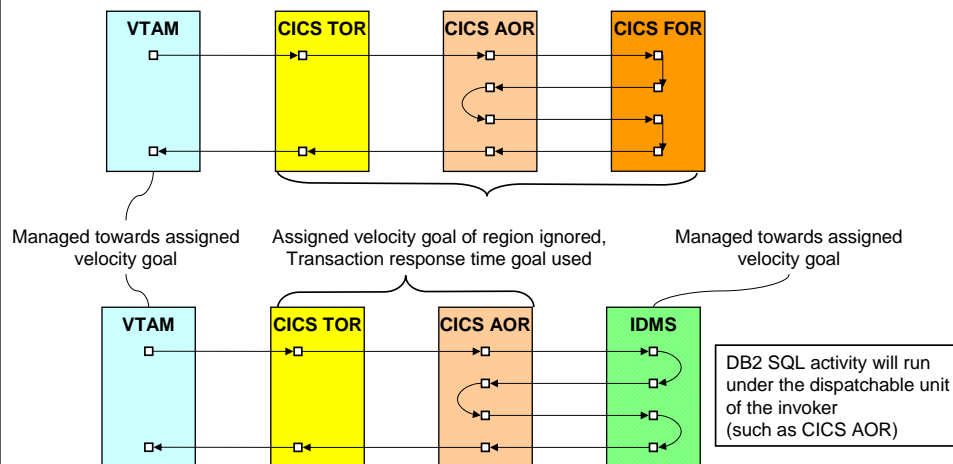 VTAM
CICS TOR
CICS AOR
CICS FOR
Managed towards assigned
velocity goal
Assigned velocity goal of region ignored,
Transaction response time goal used
Managed towards assigned
velocity goal
VTAM
CICS TOR
CICS AOR
IDMS
DB2 SQL activity will run
under the dispatchable unit
of the invoker
(such as CICS AOR)